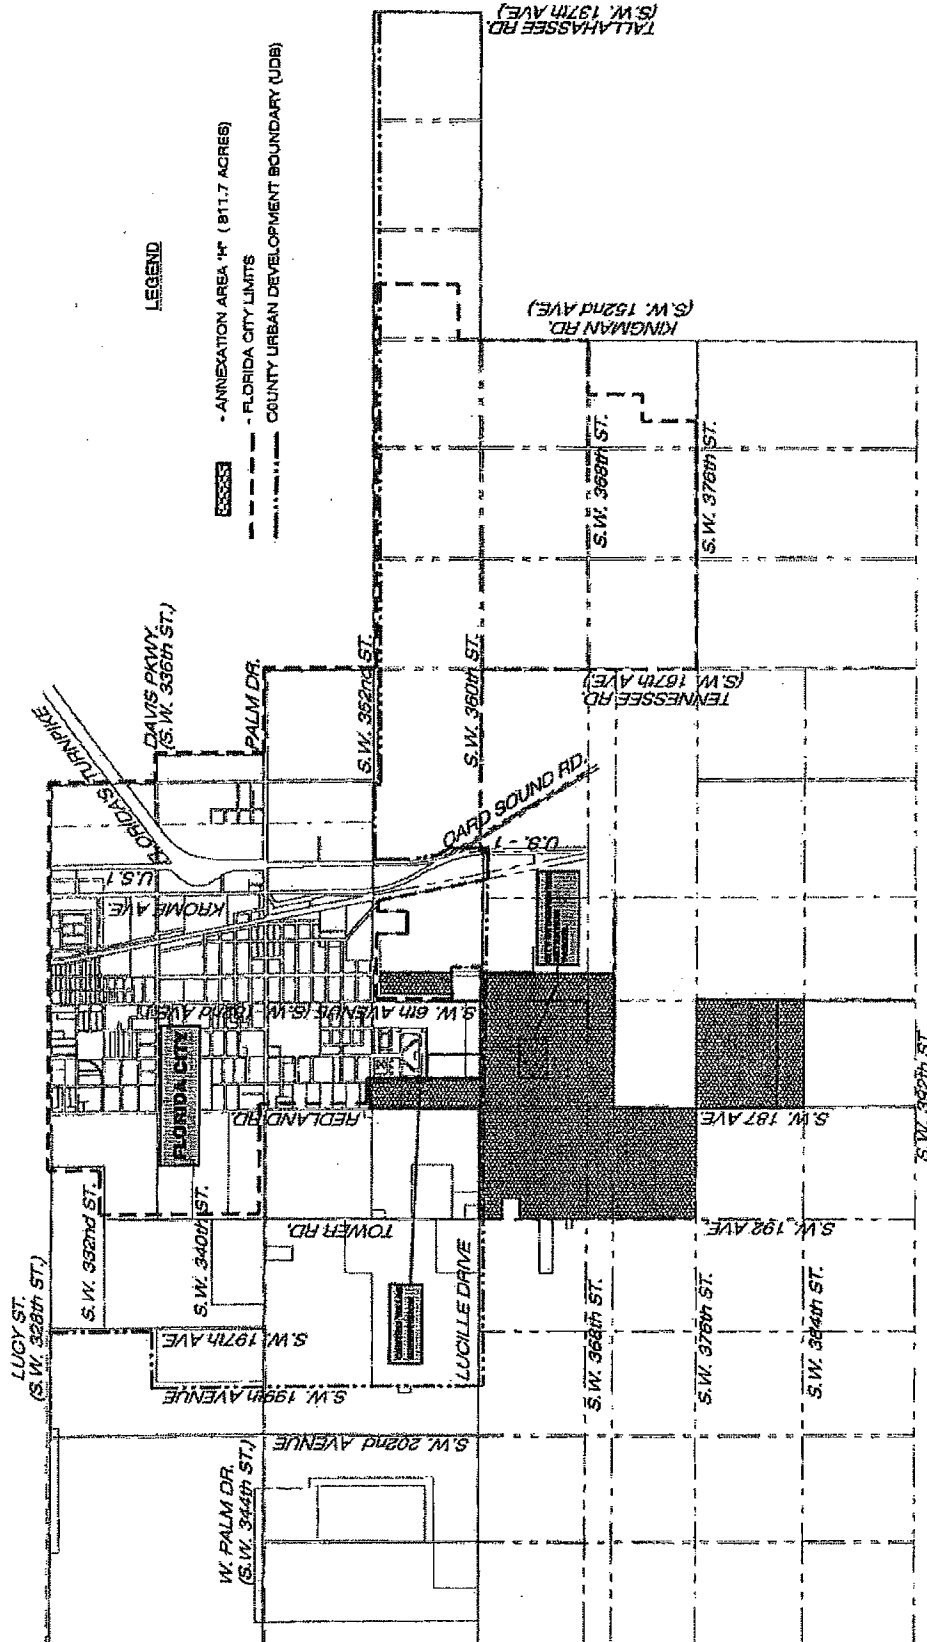 LEGEND
- ANNEXATION AREA "H" ( 811.7 ACRES)
- FLORIDA CITY LIMITS
COUNTY URBAN DEVELOPMENT BOUNDARY (UDB)
TALLAHASSEE RD.
(S.W. 137th AVE.)
KINGMAN RD.
(S.W. 152nd AVE.)
S.W. 368th ST.
S.W. 376th ST.
TENNESSEE RD.
(S.W. 167th AVE.)
DAVIS PKWY.
(S.W. 336th ST.)
PALM DR.
S.W. 352nd ST.
S.W. 360th ST.
FLORIDA'S TURNPIKE
CARD SOUND RD.
U.S. - 1
U.S. 1
KROME AVE
S.W. 6th AVENUE (S.W. 182nd AVE.)
FLORIDA CITY
REDLAND RD.
S.W. 187 AVE.
S.W. 392th ST.
TOWER RD.
S.W. 192 AVE.
LUCY ST.
(S.W. 328th ST.)
S.W. 332nd ST.
S.W. 340th ST.
S.W. 197th AVE.
LUCILLE DRIVE
S.W. 368th ST.
S.W. 376th ST.
S.W. 384th ST.
S.W. 199th AVENUE
S.W. 202nd AVENUE
W. PALM DR.
(S.W. 344th ST.)